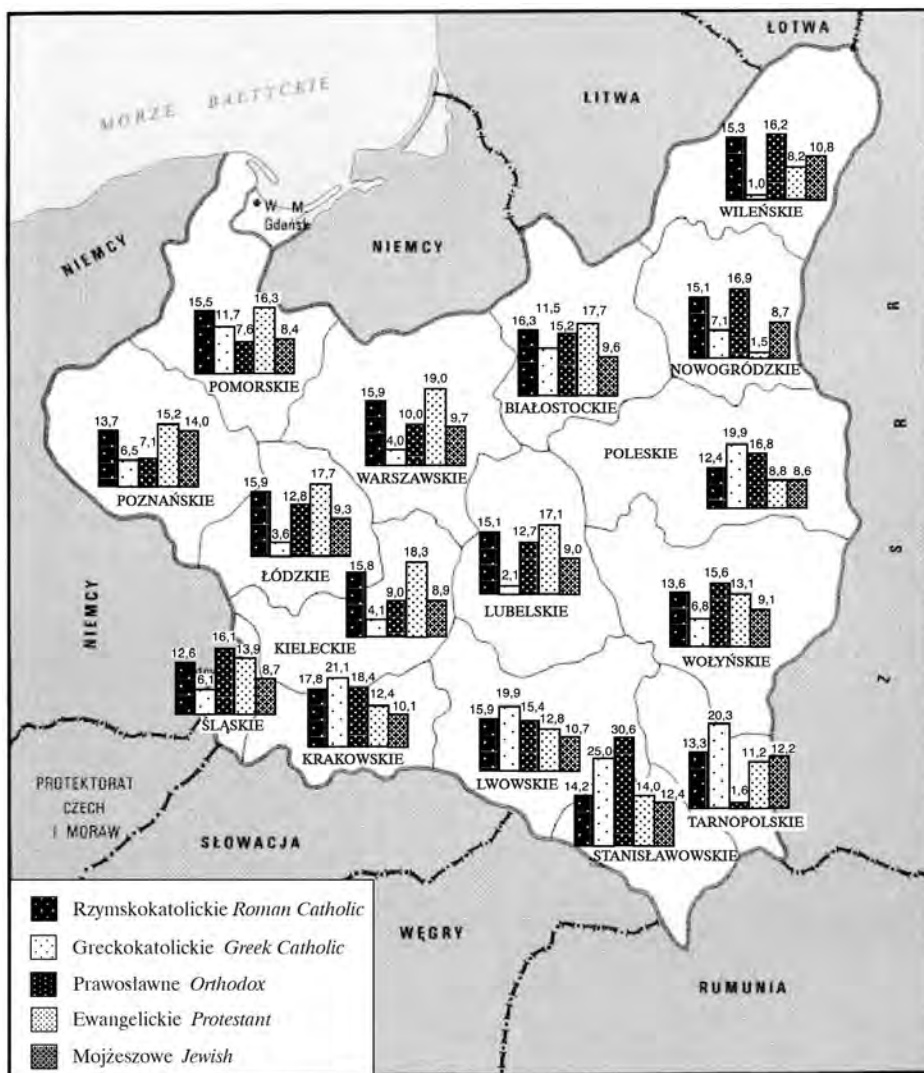 ŁOTWA
MORZE BAŁTYCKIE
LITWA
15,3 1,0 16,2 8,2 10,8
WILEŃSKIE
W M
Gdańsk
NIEMCY
NIEMCY
15,5 11,7 7,6 16,3 8,4
POMORSKIE
16,3 11,5 15,2 17,7 9,6
BIAŁOSTOCKIE
15,1 7,1 16,9 1,5 8,7
NOWOGRÓDZKIE
Z S R R
13,7 6,5 7,1 15,2 14,0
POZNAŃSKIE
15,9 4,0 10,0 19,0 9,7
WARSZAWSKIE
POLESKIE
12,4 19,9 16,8 8,8 8,6
15,9 3,6 12,8 17,7 9,3
ŁÓDZKIE
15,1 2,1 12,7 17,1 9,0
LUBELSKIE
NIEMCY
15,8 4,1 9,0 18,3 8,9
KIELECKIE
13,6 6,8 15,6 13,1 9,1
WOŁYŃSKIE
12,6 6,1 16,1 13,9 8,7
ŚLĄSKIE
17,8 21,1 18,4 12,4 10,1
KRAKOWSKIE
15,9 19,9 15,4 12,8 10,7
LWOWSKIE
14,2 25,0 30,6 14,0 12,4
STANISŁAWOWSKIE
13,3 20,3 1,6 11,2 12,2
TARNOPOLSKIE
PROTEKTORAT
CZECH
I MORAW
SŁOWACJA
WĘGRY
RUMUNIA
Rzymskokatolickie Roman Catholic
Greckokatolickie Greek Catholic
Prawosławne Orthodox
Ewangelickie Protestant
Mojżeszowe Jewish